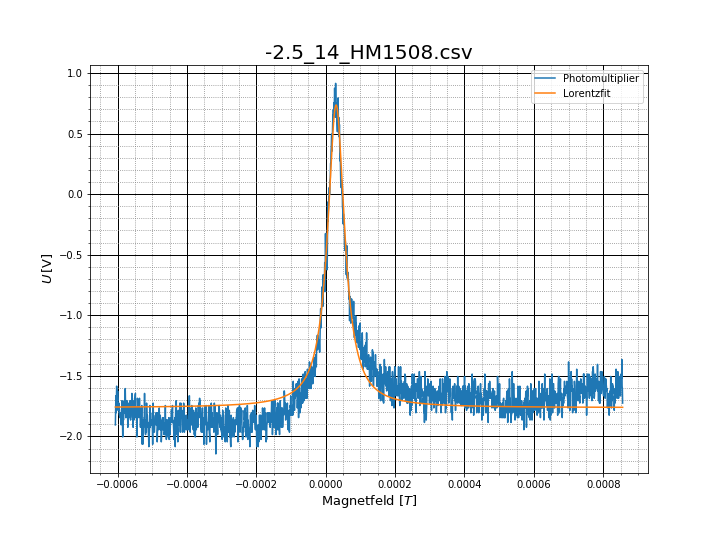 -2.5_14_HM1508.csv
Photomultiplier
Lorentzfit
1.0
0.5
0.0
−0.5
−1.0
−1.5
−2.0
U[V]
−0.0006 −0.0004 −0.0002 0.0000 0.0002 0.0004 0.0006 0.0008
Magnetfeld [T]